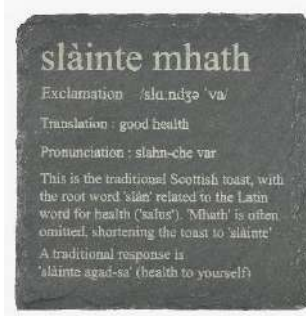 slàinte mhath
Exclamation /slɑ.ndʒə ˈva/
Translation : good health
Pronunciation : slahn-che var
This is the traditional Scottish toast, with
the root word 'slàn' related to the Latin
word for health ('salus'). 'Mhath' is often
omitted, shortening the toast to 'slàinte'
A traditional response is
'slàinte agad-sa' (health to yourself)